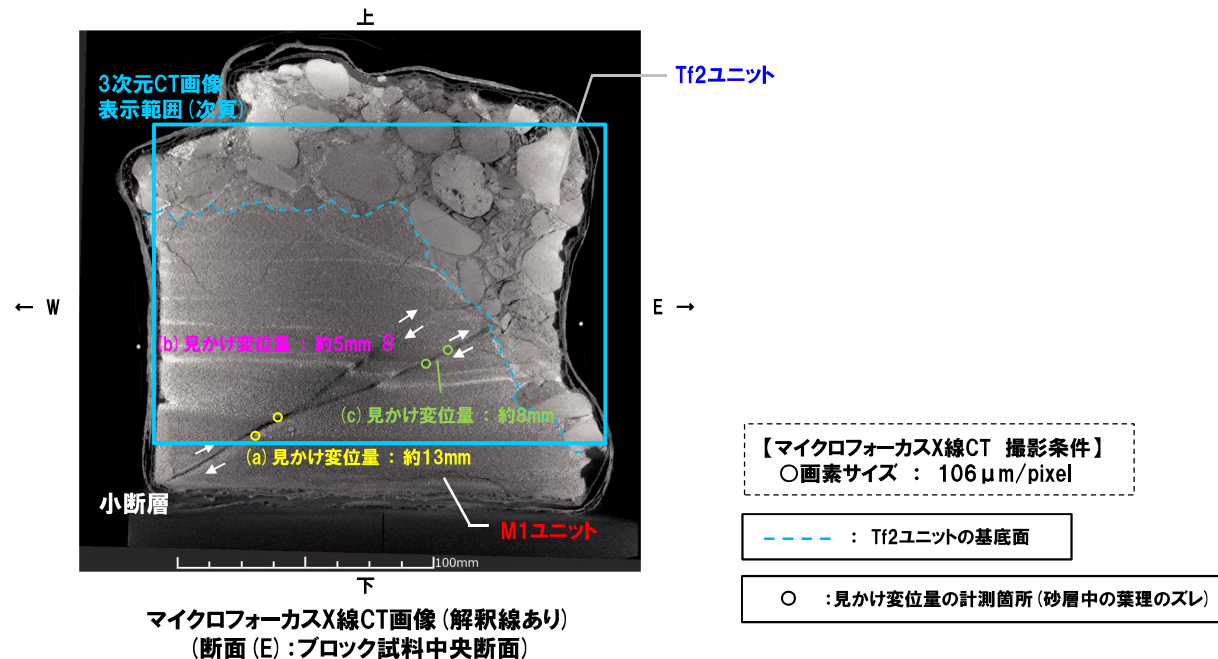 上
3次元CT画像
表示範囲(次頁)
Tf2ユニット
← W
E →
(b)見かけ変位量：約5mm
(c)見かけ変位量：約8mm
(a)見かけ変位量：約13mm
小断層
M1ユニット
100mm
下
マイクロフォーカスX線CT画像(解釈線あり)
(断面(E)：ブロック試料中央断面)
【マイクロフォーカスX線CT 撮影条件】
○画素サイズ ： 106μm/pixel
： Tf2ユニットの基底面
：見かけ変位量の計測箇所(砂層中の葉理のズレ)